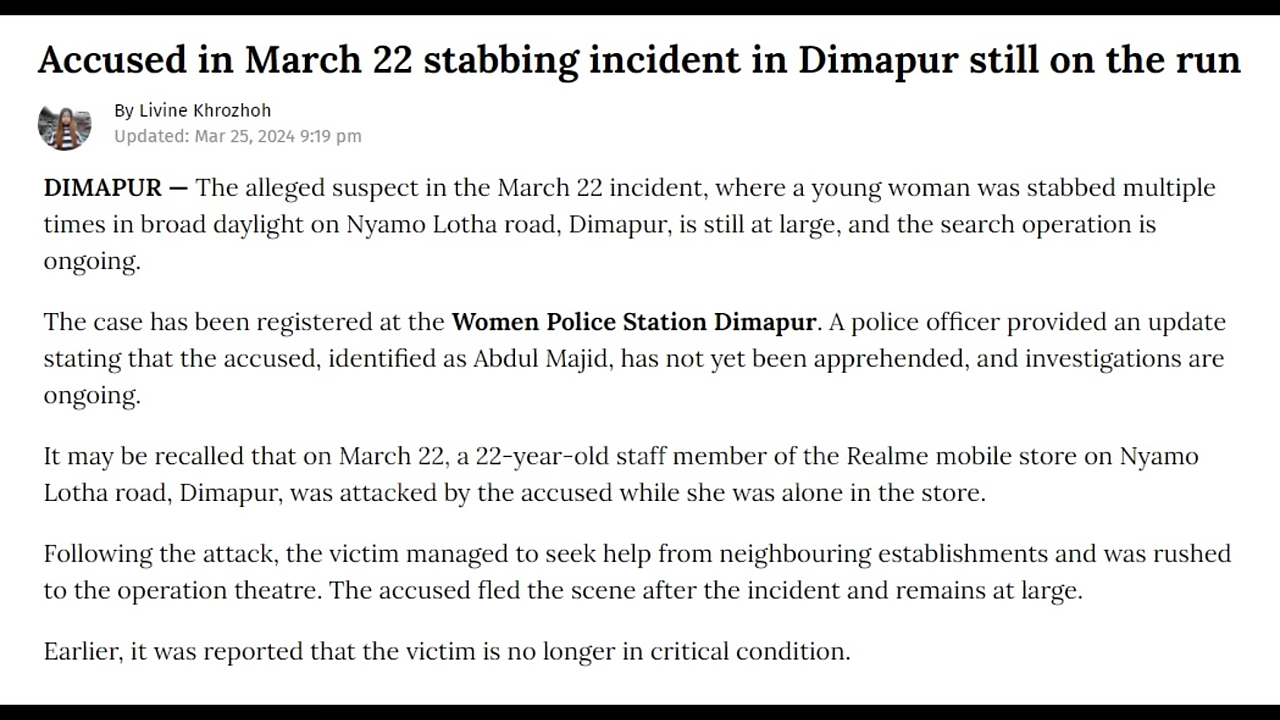 Accused in March 22 stabbing incident in Dimapur still on the run
By Livine Khrozhoh
Updated: Mar 25, 2024 9:19 pm
DIMAPUR — The alleged suspect in the March 22 incident, where a young woman was stabbed multiple
times in broad daylight on Nyamo Lotha road, Dimapur, is still at large, and the search operation is
ongoing.
The case has been registered at the Women Police Station Dimapur. A police officer provided an update
stating that the accused, identified as Abdul Majid, has not yet been apprehended, and investigations are
ongoing.
It may be recalled that on March 22, a 22-year-old staff member of the Realme mobile store on Nyamo
Lotha road, Dimapur, was attacked by the accused while she was alone in the store.
Following the attack, the victim managed to seek help from neighbouring establishments and was rushed
to the operation theatre. The accused fled the scene after the incident and remains at large.
Earlier, it was reported that the victim is no longer in critical condition.